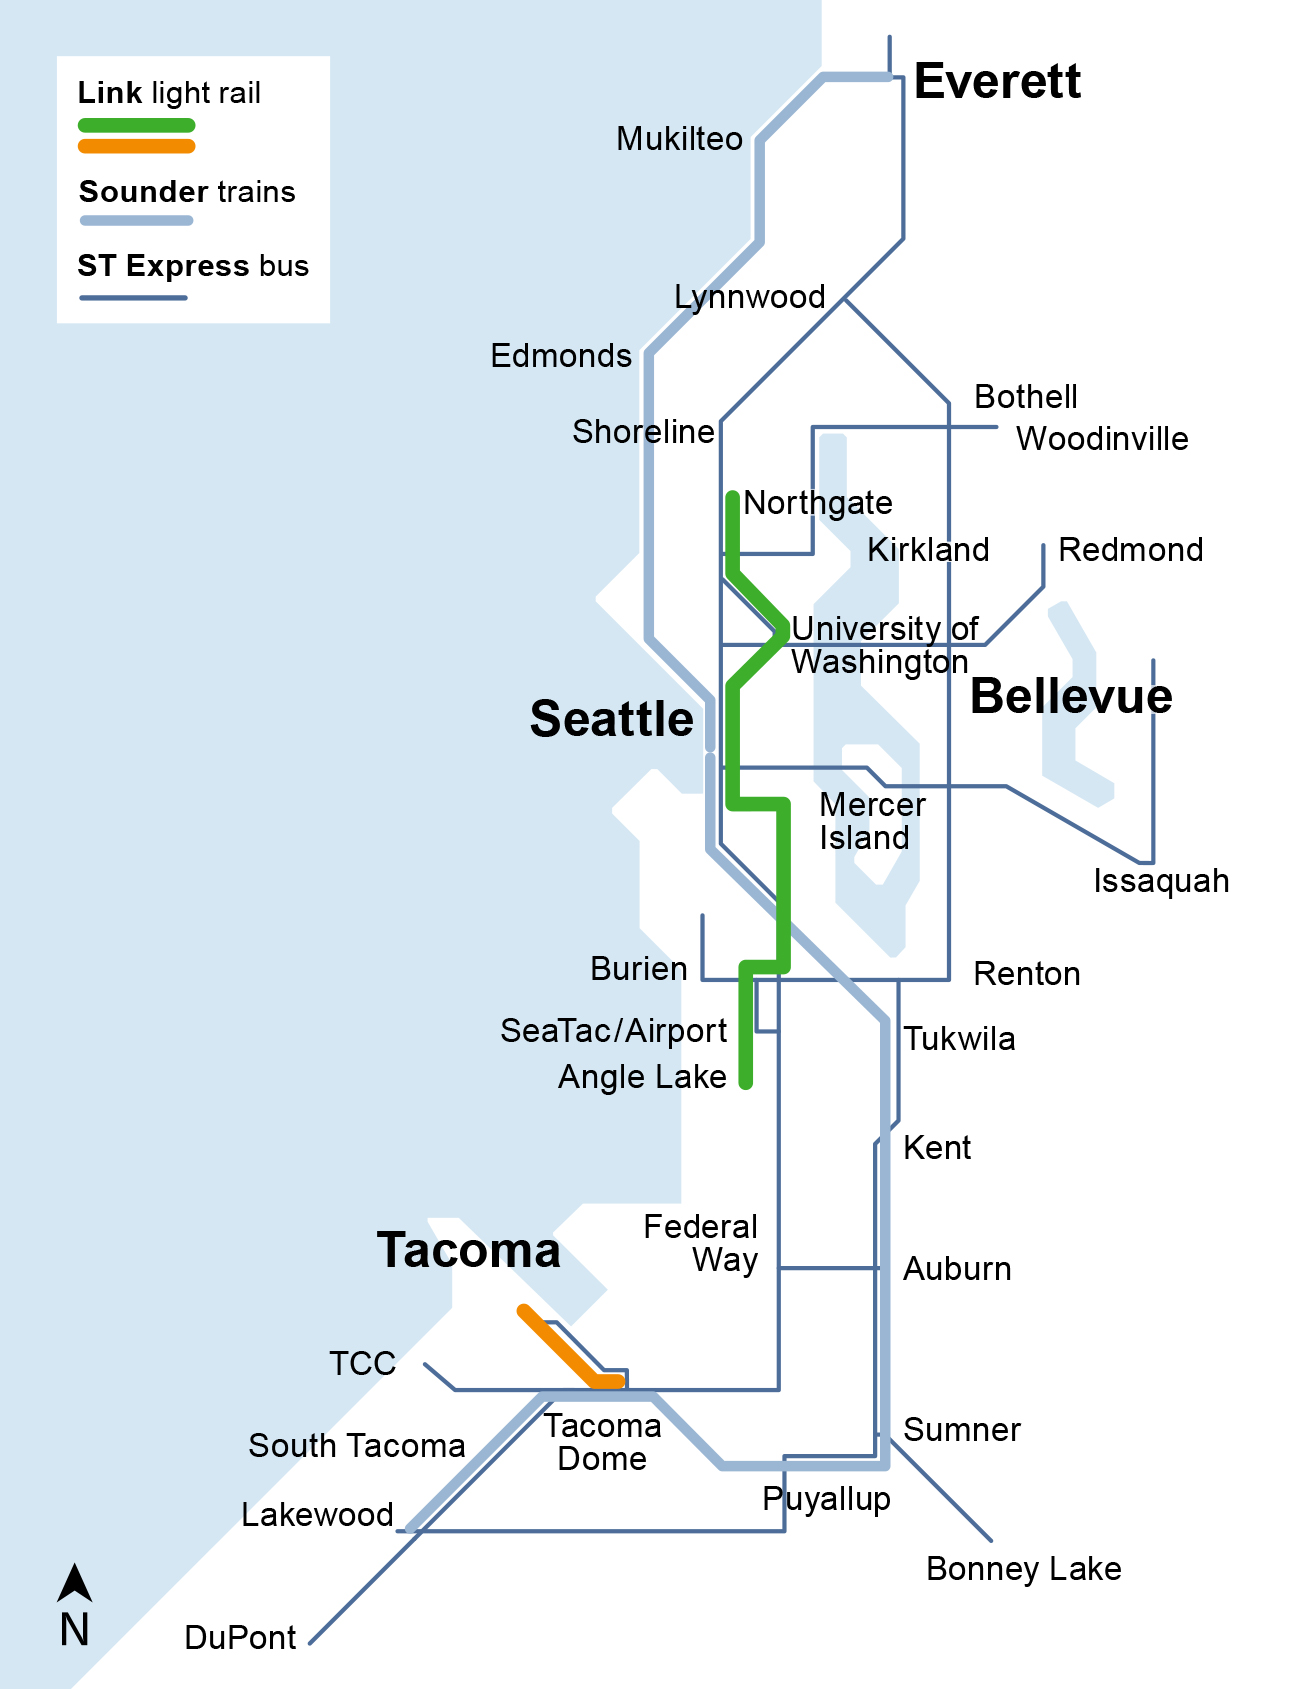 Link light rail
Sounder trains
ST Express bus
Everett
Mukilteo
Lynnwood
Edmonds
Bothell
Shoreline
Woodinville
Northgate
Kirkland
Redmond
University of
Washington
Bellevue
Seattle
Mercer
Island
Issaquah
Burien
Renton
SeaTac/Airport
Tukwila
Angle Lake
Kent
Federal
Way
Tacoma
Auburn
TCC
Tacoma
Dome
South Tacoma
Sumner
Puyallup
Lakewood
Bonney Lake
N
DuPont